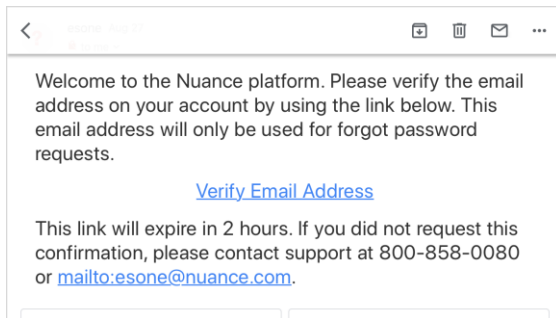 esone Aug 21
Welcome to the Nuance platform. Please verify the email
address on your account by using the link below. This
email address will only be used for forgot password
requests.
Verify Email Address
This link will expire in 2 hours. If you did not request this
confirmation, please contact support at 800-858-0080
or mailto:esone@nuance.com.